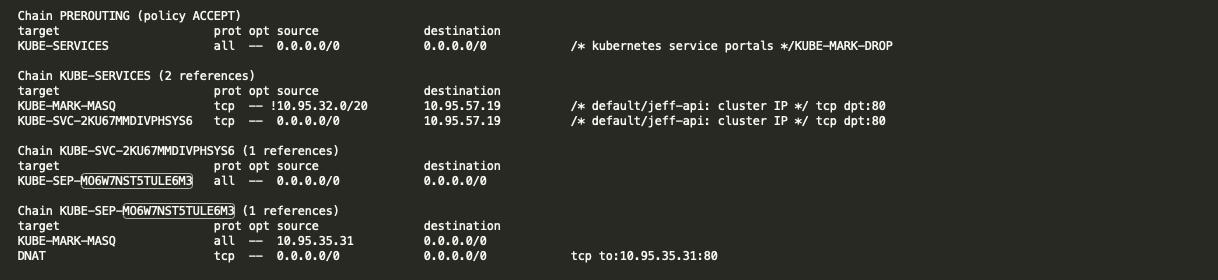 Chain PREROUTING (policy ACCEPT)
target prot opt source destination
KUBE-SERVICES all -- 0.0.0.0/0 0.0.0.0/0 /* kubernetes service portals */KUBE-MARK-DROP
Chain KUBE-SERVICES (2 references)
target prot opt source destination
KUBE-MARK-MASQ tcp -- !10.95.32.0/20 10.95.57.19 /* default/jeff-api: cluster IP */ tcp dpt:80
KUBE-SVC-2KU67MMDIVPHSYS6 tcp -- 0.0.0.0/0 10.95.57.19 /* default/jeff-api: cluster IP */ tcp dpt:80
Chain KUBE-SVC-2KU67MMDIVPHSYS6 (1 references)
target prot opt source destination
KUBE-SEP-MO6W7NST5TULE6M3 all -- 0.0.0.0/0 0.0.0.0/0
Chain KUBE-SEP-MO6W7NST5TULE6M3 (1 references)
target prot opt source destination
KUBE-MARK-MASQ all -- 10.95.35.31 0.0.0.0/0
DNAT tcp -- 0.0.0.0/0 0.0.0.0/0 tcp to:10.95.35.31:80